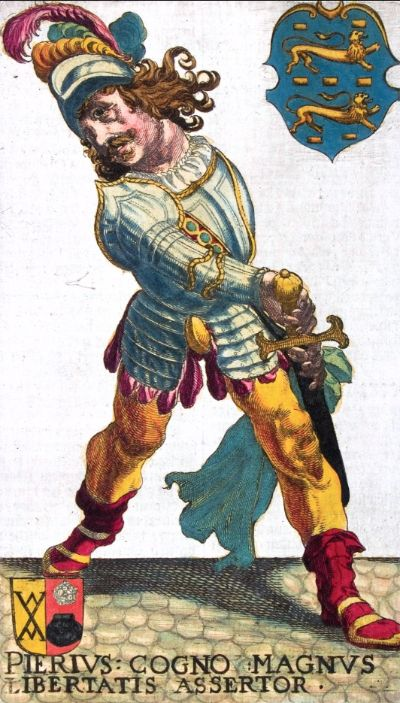 PIERIVS: COGNO :MAGNVS
LIBERTATIS ASSERTOR ·